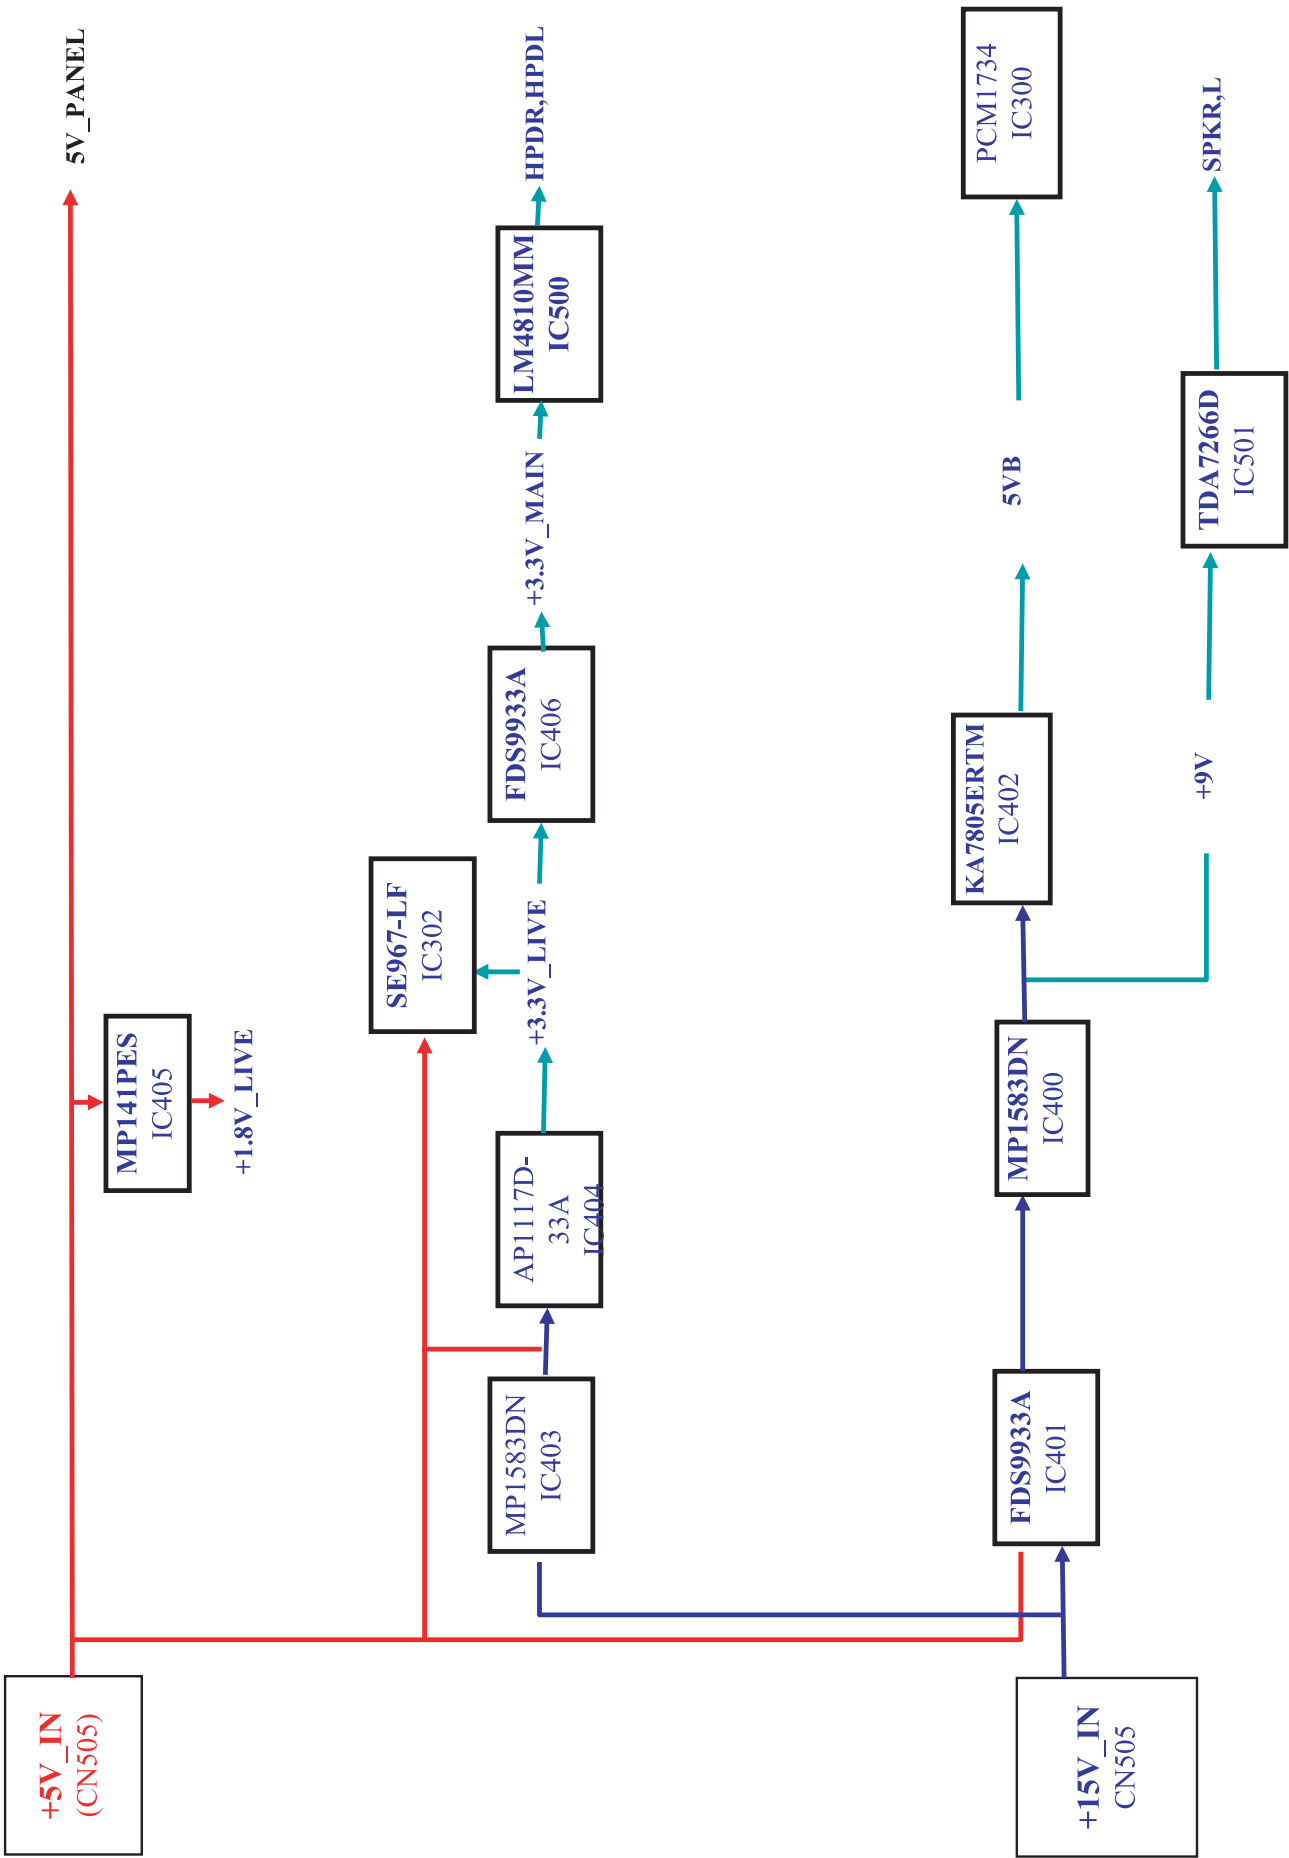 +5V_IN
(CN505)
5V_PANEL
MP141PES
IC405
+1.8V_LIVE
SE967-LF
IC302
MP1583DN
IC403
AP1117D-
33A
IC404
+3.3V_LIVE
FDS9933A
IC406
+3.3V_MAIN
LM4810MM
IC500
HPDR,HPDL
+15V_IN
CN505
FDS9933A
IC401
MP1583DN
IC400
KA7805ERTM
IC402
5VB
PCM1734
IC300
+9V
TDA7266D
IC501
SPKR,L